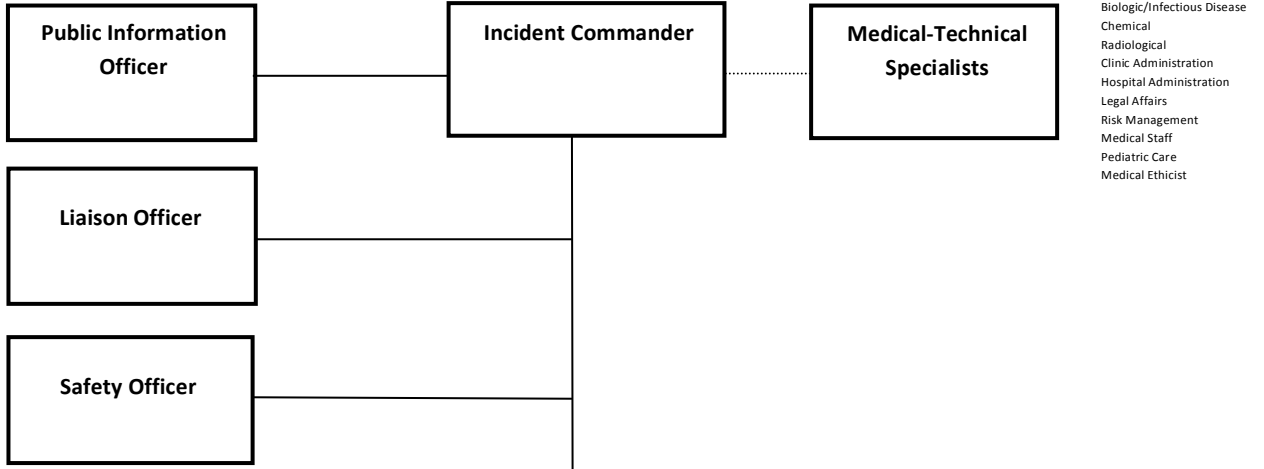 Public Information
Officer
Incident Commander
Medical-Technical
Specialists
Biologic/Infectious Disease
Chemical
Radiological
Clinic Administration
Hospital Administration
Legal Affairs
Risk Management
Medical Staff
Pediatric Care
Medical Ethicist
Liaison Officer
Safety Officer